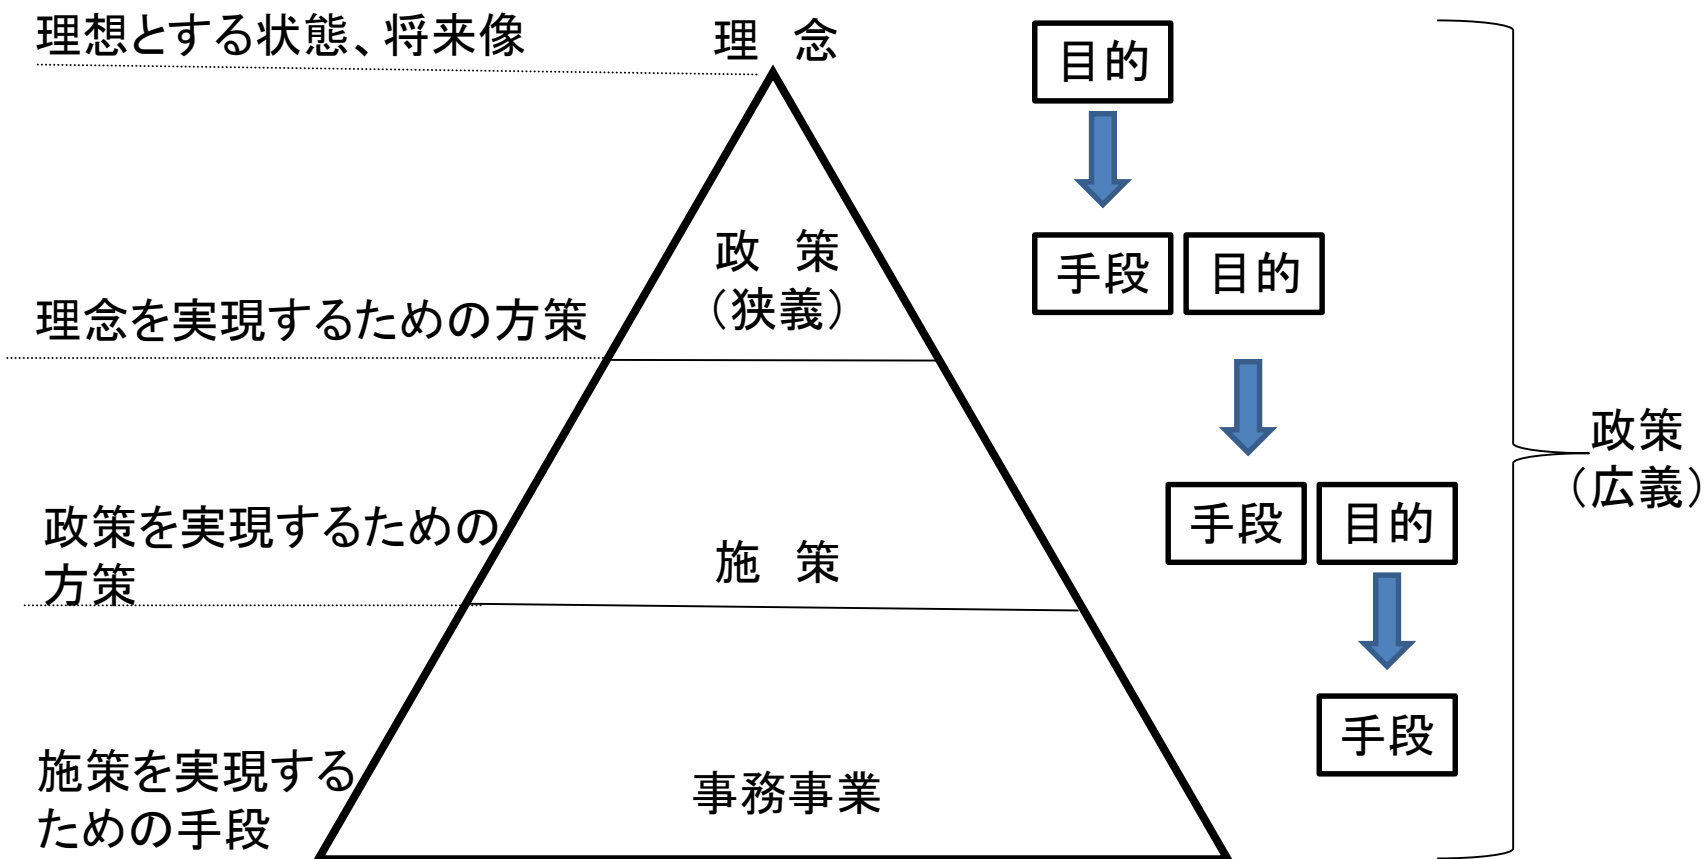 理想とする状態、将来像
理　念
目的
政　策
（狭義）
手段
目的
理念を実現するための方策
政策
（広義）
政策を実現するための
方策
施　策
手段
目的
施策を実現する
ための手段
事務事業
手段